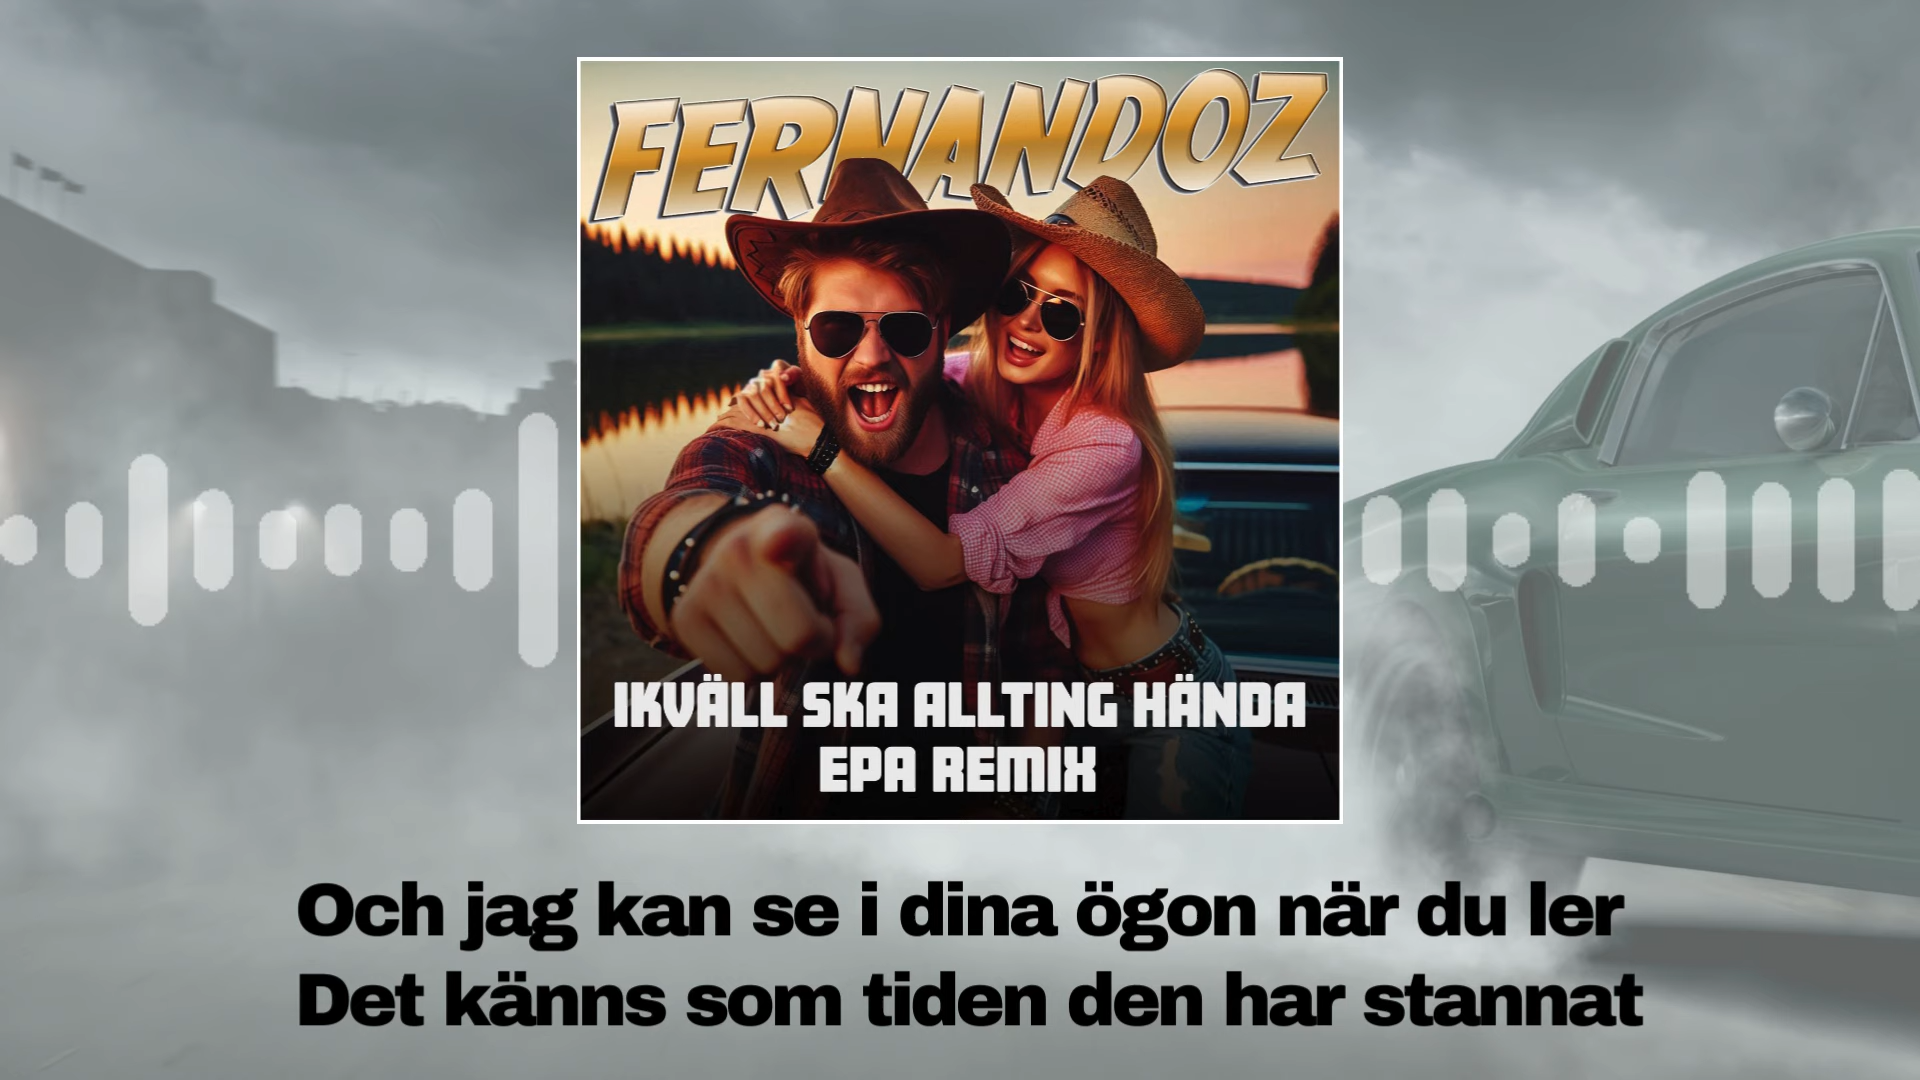 FERNANDOZ
IKVÄLL SKA ALLTING HÄNDA
EPA REMIX
Och jag kan se i dina ögon när du ler
Det känns som tiden den har stannat